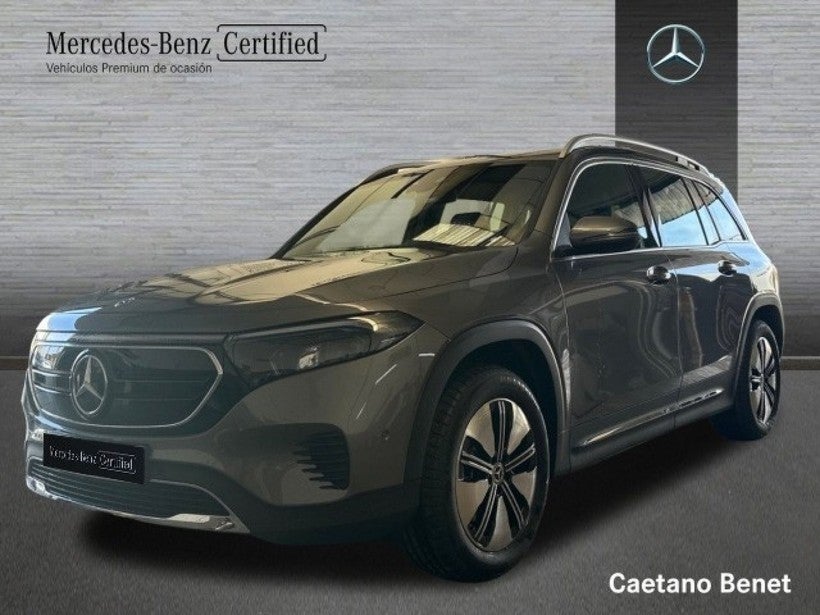 Mercedes-Benz Certified
Vehículos Premium de ocasión
Mercedes-Benz Certified
Caetano Benet